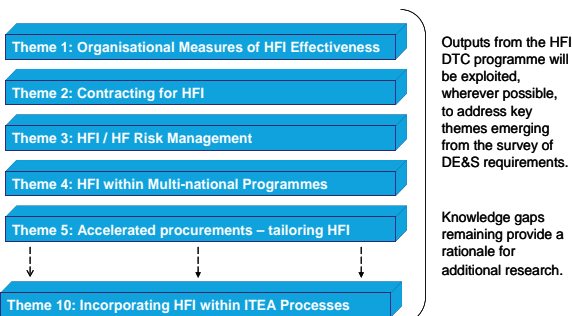 Theme 1: Organisational Measures of HFI Effectiveness
Theme 2: Contracting for HFI
Theme 3: HFI / HF Risk Management
Theme 4: HFI within Multi-national Programmes
Theme 5: Accelerated procurements – tailoring HFI
Theme 10: Incorporating HFI within ITEA Processes
Outputs from the HFI
DTC programme will
be exploited,
wherever possible,
to address key
themes emerging
from the survey of
DE&S requirements.
Knowledge gaps
remaining provide a
rationale for
additional research.